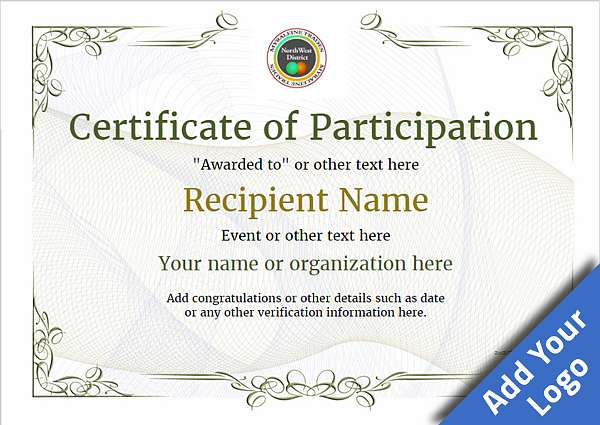 NorthWest
District
Certificate of Participation
"Awarded to" or other text here
Recipient Name
Event or other text here
Your name or organization here
Add congratulations or other details such as date
or any other verification information here.
Add Your
Logo